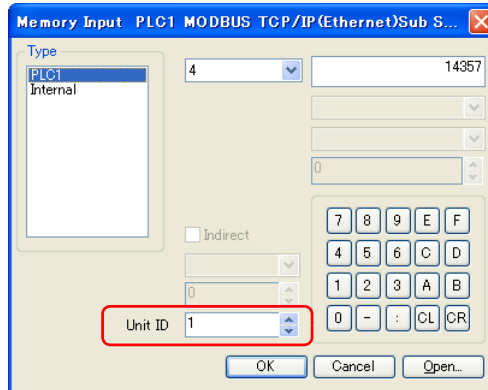 Memory Input PLC1 MODBUS TCP/IP(Ethernet)Sub S...
Type
PLC1
Internal
4
14357
0
Indirect
0
Unit ID
1
7 8 9 E F
4 5 6 C D
1 2 3 A B
0 - : CL CR
OK
Cancel
Open...